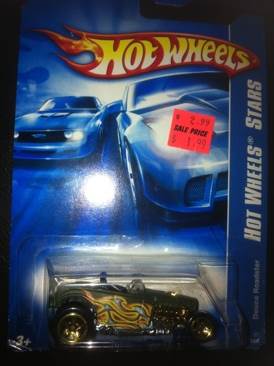 HOT WHEELS
$ 2.99
SALE PRICE
$ 1.99
HOT WHEELS® STARS
Deuce Roadster
3+